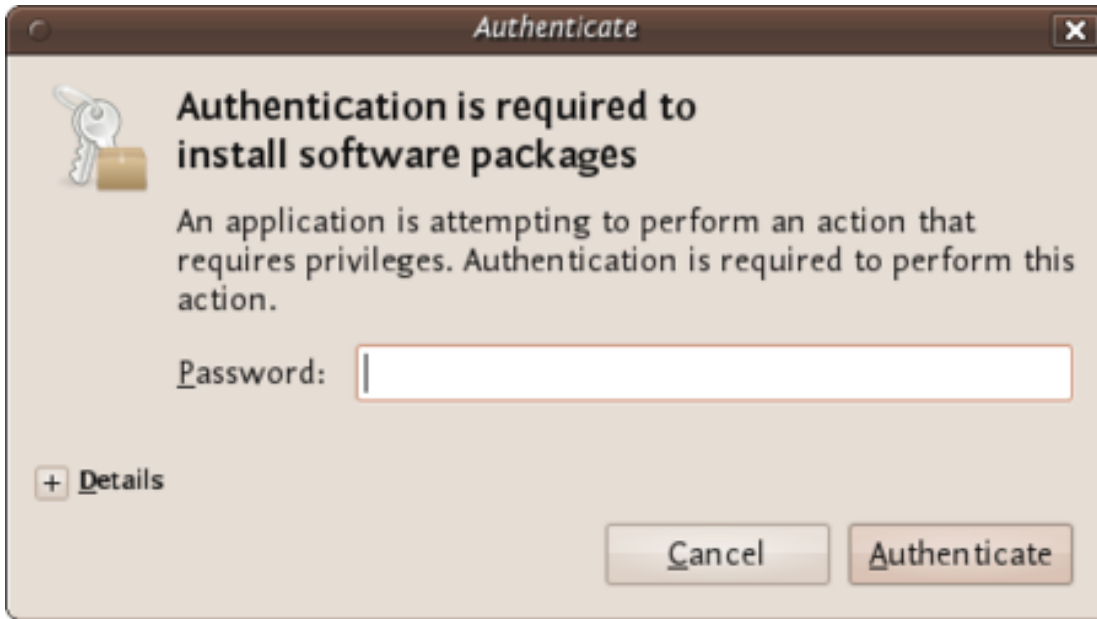 Authenticate
Authentication is required to
install software packages
An application is attempting to perform an action that
requires privileges. Authentication is required to perform this
action.
Password:
Details
Cancel Authenticate